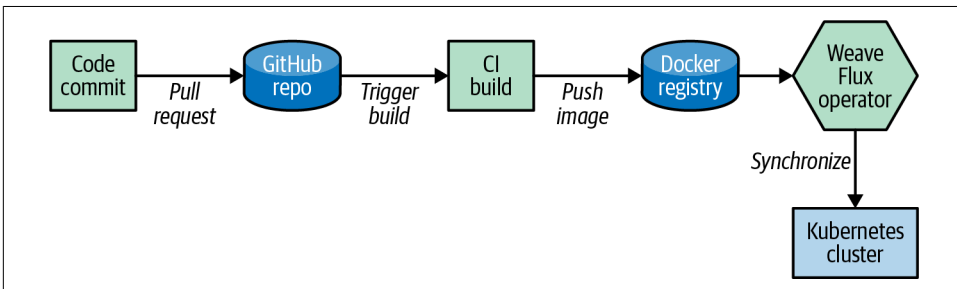 Code
commit
Pull
request
GitHub
repo
Trigger
build
CI
build
Push
image
Docker
registry
Weave
Flux
operator
Synchronize
Kubernetes
cluster